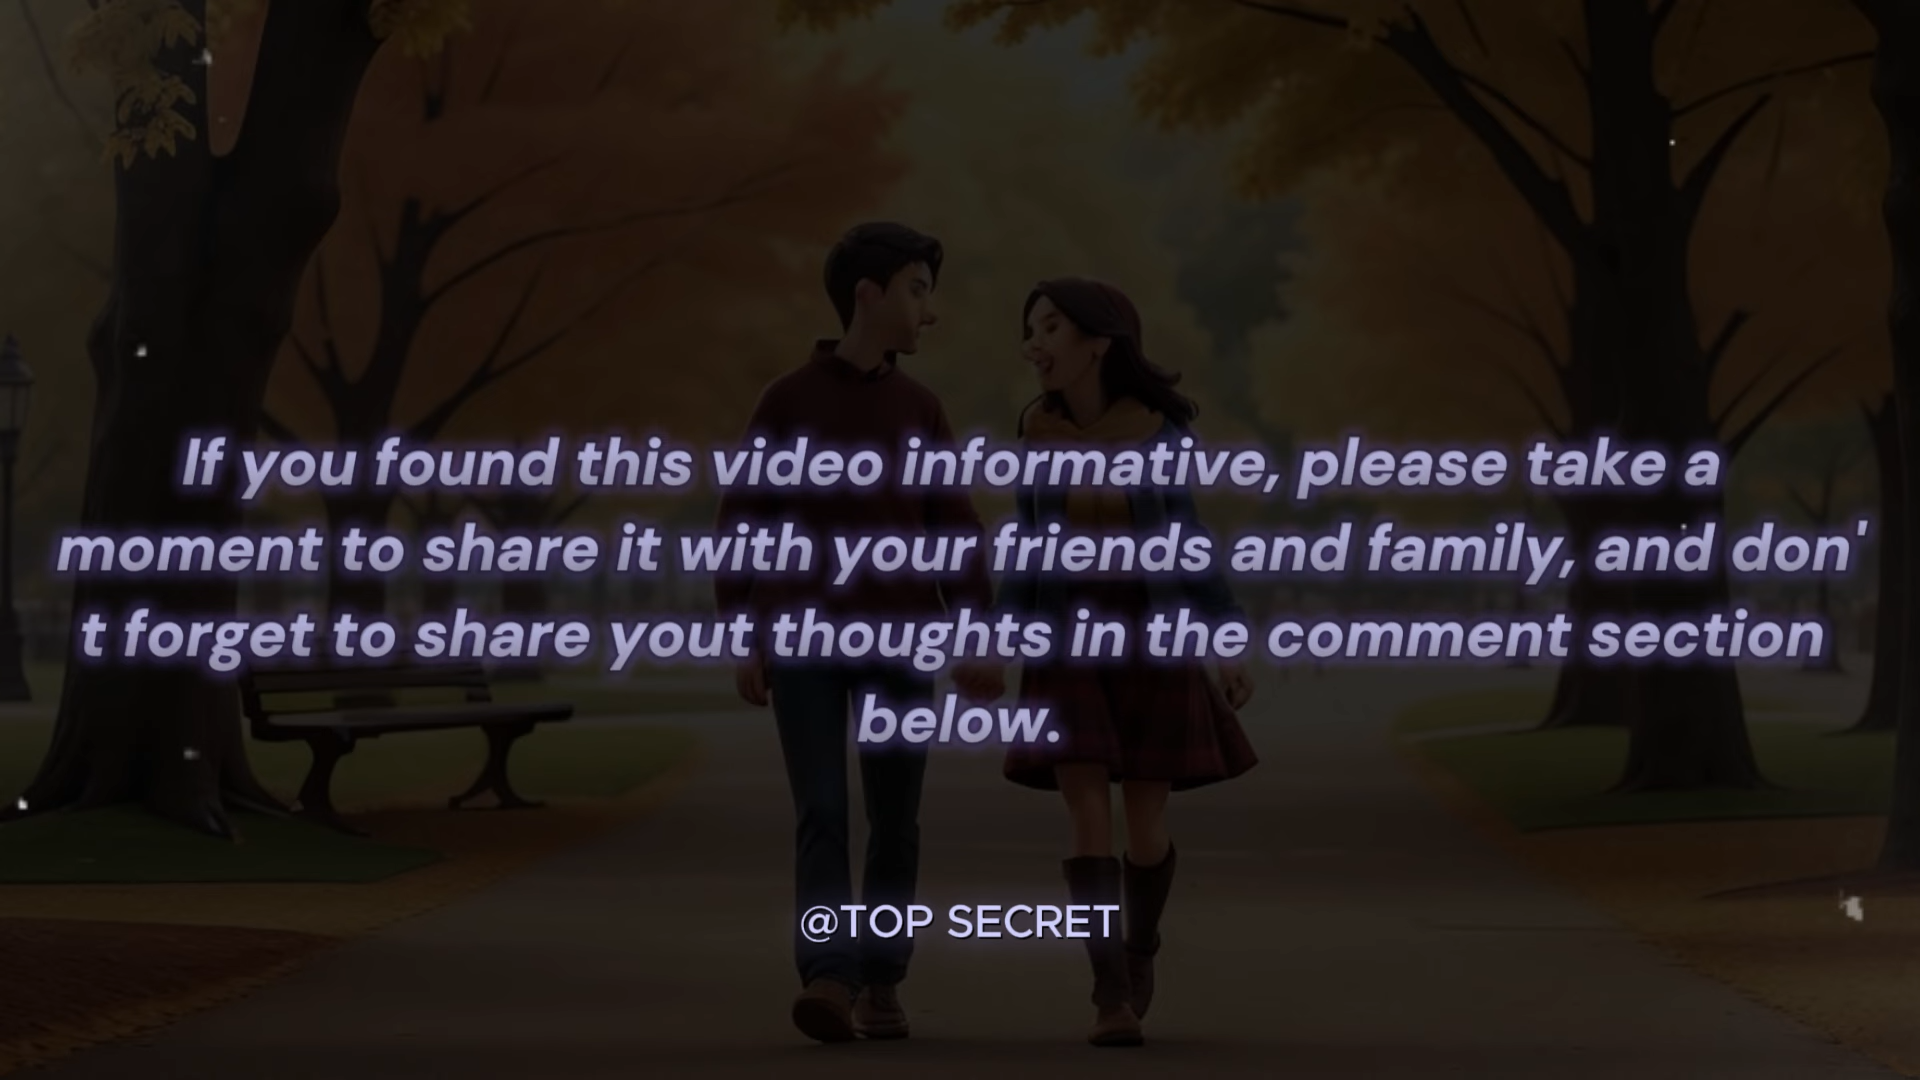 If you found this video informative, please take a
moment to share it with your friends and family, and don'
t forget to share yout thoughts in the comment section
below.
@TOP SECRET